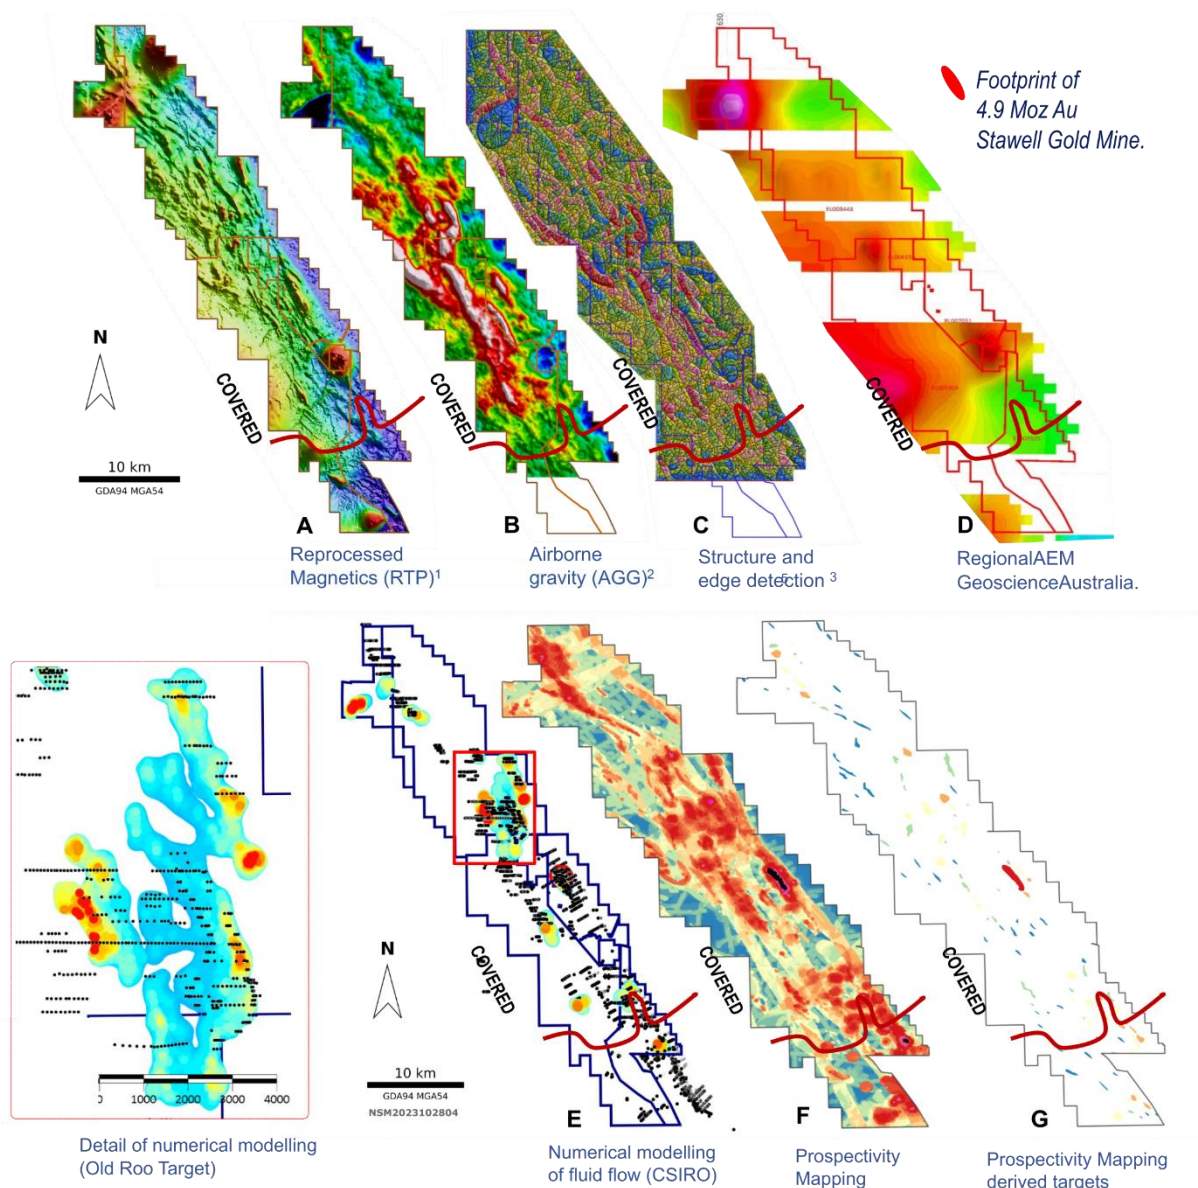 630
Footprint of
4.9 Moz Au
Stawell Gold Mine.
EL005443
N
COVERED
COVERED
COVERED
COVERED
10 km
GDA94 MGA54
A
B
C
D
Reprocessed
Magnetics (RTP)¹
Airborne
gravity (AGG)²
Structure and
edge detection ³
RegionalAEM
GeoscienceAustralia.
N
COVERED
COVERED
COVERED
0 1000 2000 3000 4000
10 km
GDA94 MGA54
NSM2023102804
E
F
G
Detail of numerical modelling
(Old Roo Target)
Numerical modelling
of fluid flow (CSIRO)
Prospectivity
Mapping
Prospectivity Mapping
derived targets